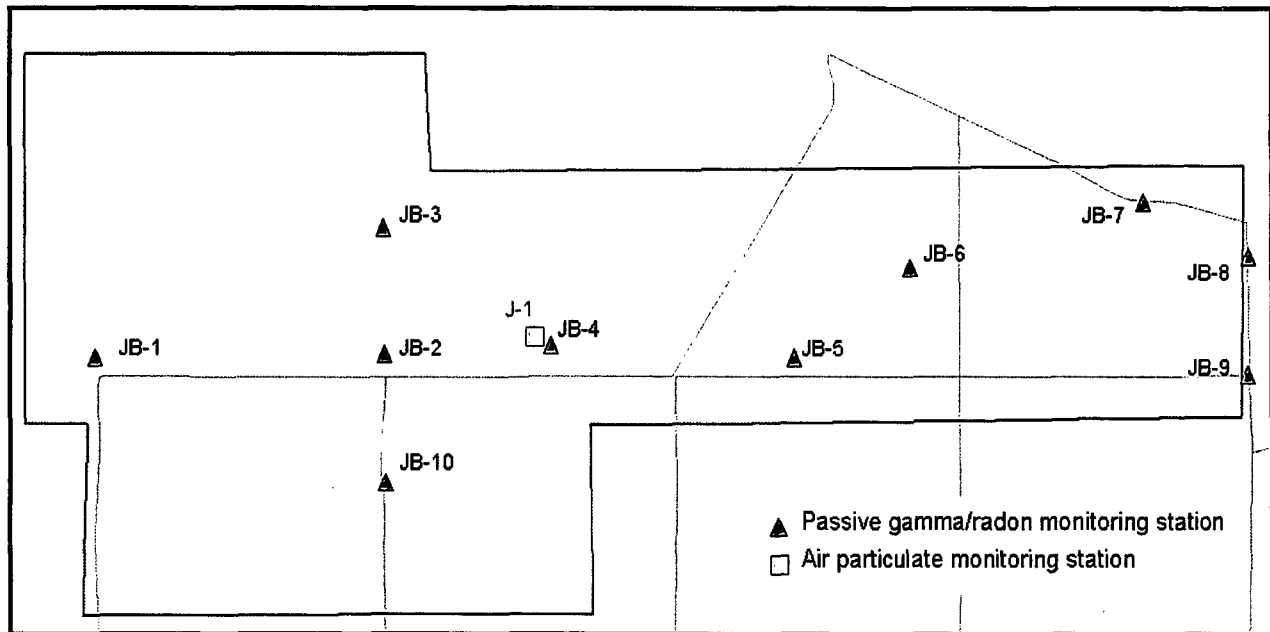 JB-3
JB-7
JB-6
JB-8
J-1
JB-4
JB-1
JB-2
JB-5
JB-9
JB-10
Passive gamma/radon monitoring station
Air particulate monitoring station